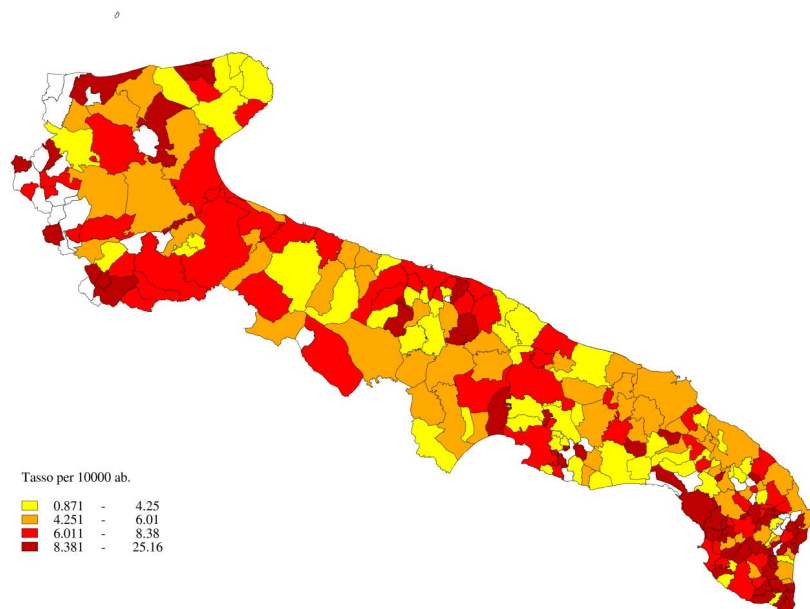 Tasso per 10000 ab.
0.871 - 4.25
4.251 - 6.01
6.011 - 8.38
8.381 - 25.16